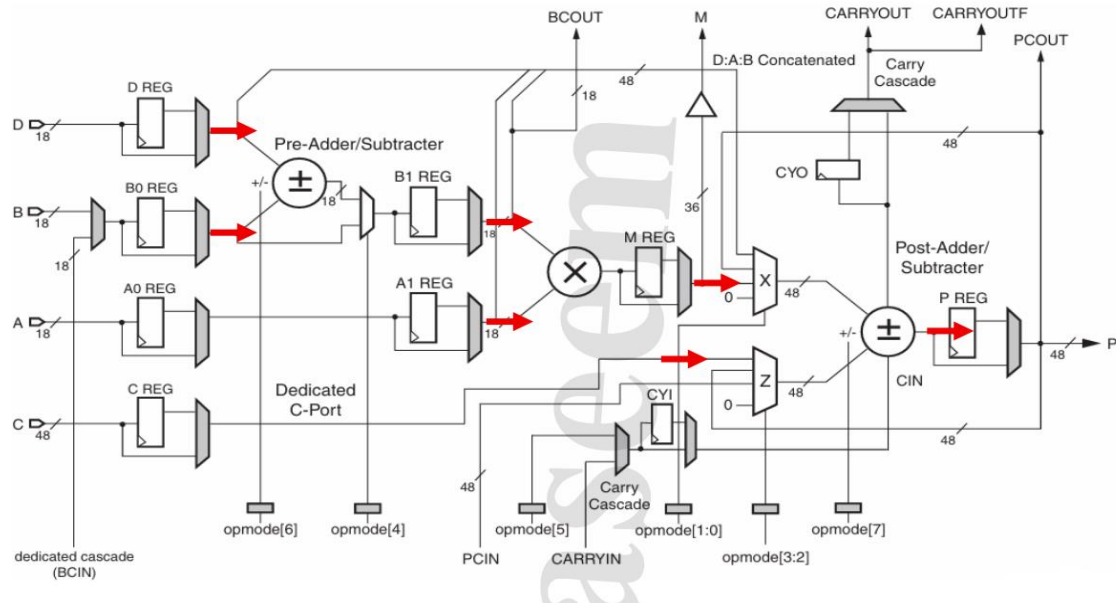 BCOUT
M
CARRYOUT
CARRYOUTF
PCOUT
D:A:B Concatenated
Carry
Cascade
48
18
48
D REG
D
18
Pre-Adder/Subtracter
+/-
±
18
B0 REG
B
18
18
B1 REG
18
CYO
36
M REG
×
Post-Adder/
Subtracter
X
0
48
P REG
+/-
±
P
48
A0 REG
A
18
A1 REG
18
C REG
C
48
Dedicated
C-Port
Z
0
48
CIN
CYI
48
48
Carry
Cascade
opmode[6]
opmode[4]
opmode[5]
opmode[1:0]
opmode[3:2]
opmode[7]
dedicated cascade
(BCIN)
PCIN
CARRYIN
aseem